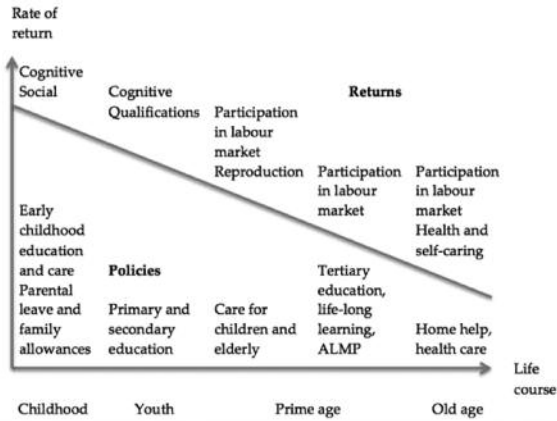 Rate of
return
Cognitive
Social
Cognitive
Qualifications
Participation
in labour
market
Reproduction
Returns
Participation
in labour
market
Participation
in labour
market
Health and
self-caring
Early
childhood
education
and care
Parental
leave and
family
allowances
Policies
Primary and
secondary
education
Care for
children and
elderly
Tertiary
education,
life-long
learning,
ALMP
Home help,
health care
Life
course
Childhood
Youth
Prime age
Old age